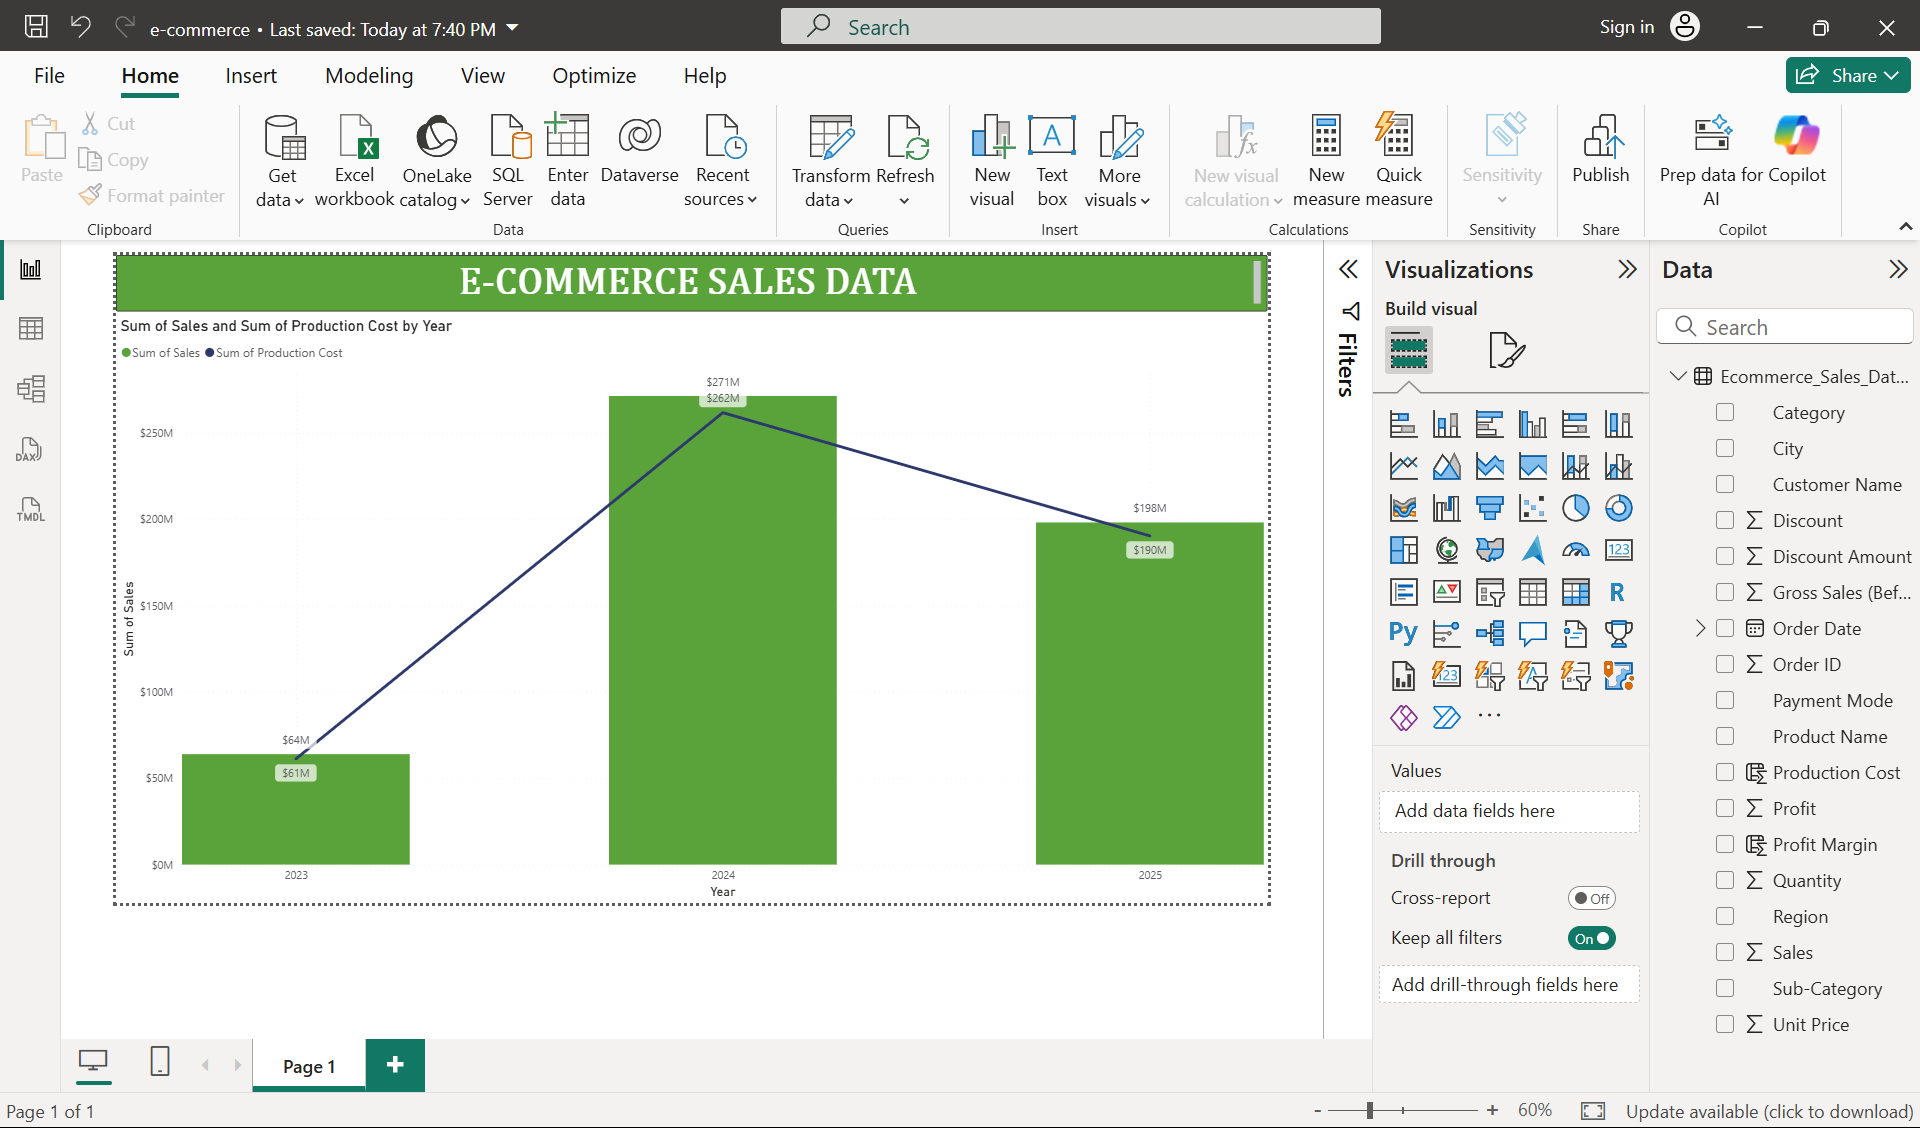 e-commerce • Last saved: Today at 7:40 PM
Search
Sign in
File
Home
Insert
Modeling
View
Optimize
Help
Share
Paste
Cut
Copy
Format painter
Clipboard
Get data
Excel workbook
OneLake catalog
SQL Server
Enter data
Dataverse
Recent sources
Data
Transform data
Refresh
Queries
New visual
Text box
More visuals
Insert
New visual calculation
New measure
Quick measure
Calculations
Sensitivity
Sensitivity
Publish
Share
Prep data for AI
Copilot
Copilot
DAX
TMDL
E-COMMERCE SALES DATA
Sum of Sales and Sum of Production Cost by Year
Sum of Sales
Sum of Production Cost
$271M
$262M
$250M
$198M
$200M
$190M
Sum of Sales
$150M
$100M
$64M
$61M
$50M
$0M
2023
2024
2025
Year
Filters
Visualizations
Build visual
123
R
Py
123
Values
Add data fields here
Drill through
Cross-report
Off
Keep all filters
On
Add drill-through fields here
Data
Search
Ecommerce_Sales_Dat...
Category
City
Customer Name
Discount
Discount Amount
Gross Sales (Bef...
Order Date
Order ID
Payment Mode
Product Name
Production Cost
Profit
Profit Margin
Quantity
Region
Sales
Sub-Category
Unit Price
Page 1
Page 1 of 1
60%
Update available (click to download)